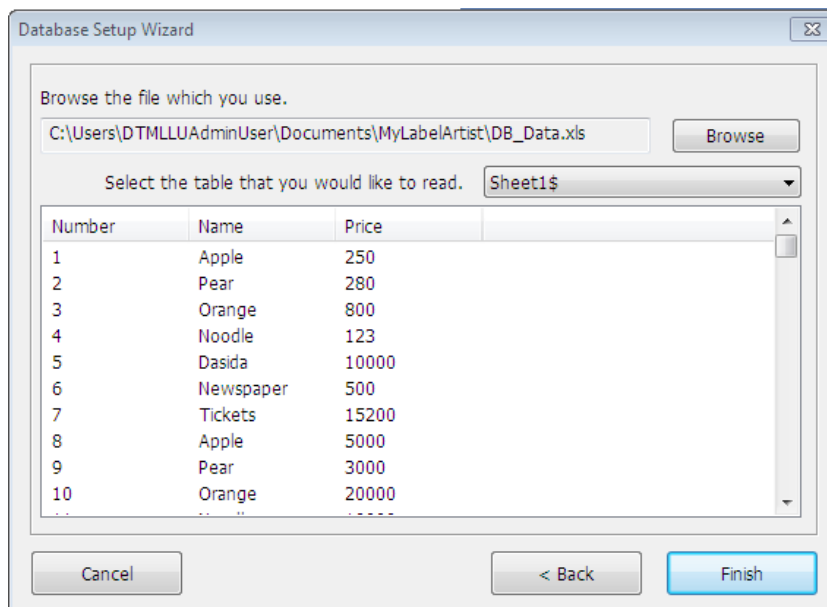 Database Setup Wizard
Browse the file which you use.
C:\Users\DTMLLUAdminUser\Documents\MyLabelArtist\DB_Data.xls
Browse
Select the table that you would like to read.
Sheet1$
Number Name Price
1 Apple 250
2 Pear 280
3 Orange 800
4 Noodle 123
5 Dasida 10000
6 Newspaper 500
7 Tickets 15200
8 Apple 5000
9 Pear 3000
10 Orange 20000
Cancel < Back Finish